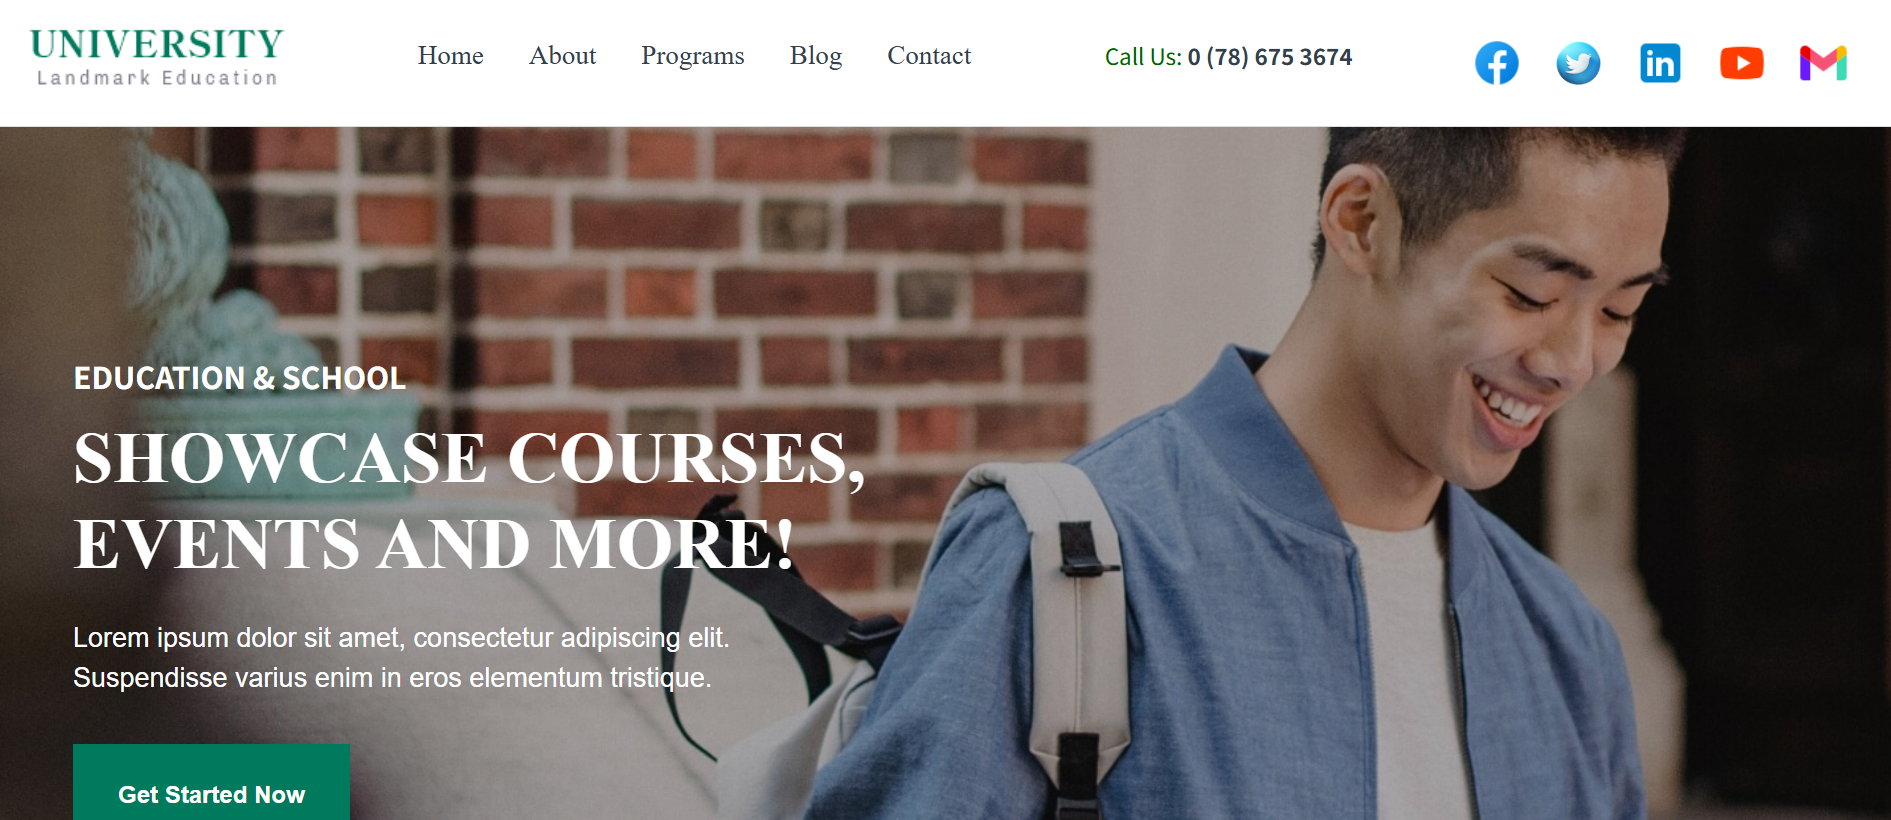 UNIVERSITY
Landmark Education
Home About Programs Blog Contact
Call Us: 0 (78) 675 3674
EDUCATION & SCHOOL
SHOWCASE COURSES,
EVENTS AND MORE!
Lorem ipsum dolor sit amet, consectetur adipiscing elit.
Suspendisse varius enim in eros elementum tristique.
Get Started Now